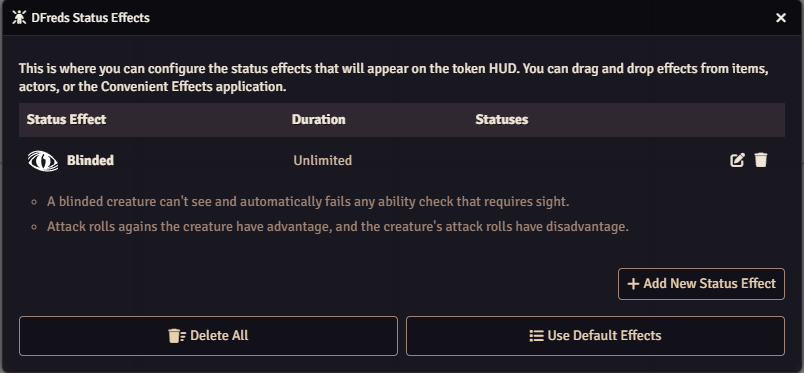 DFreds Status Effects
This is where you can configure the status effects that will appear on the token HUD. You can drag and drop effects from items,
actors, or the Convenient Effects application.
Status Effect Duration Statuses
Blinded Unlimited
A blinded creature can't see and automatically fails any ability check that requires sight.
Attack rolls agains the creature have advantage, and the creature's attack rolls have disadvantage.
Add New Status Effect
Delete All Use Default Effects